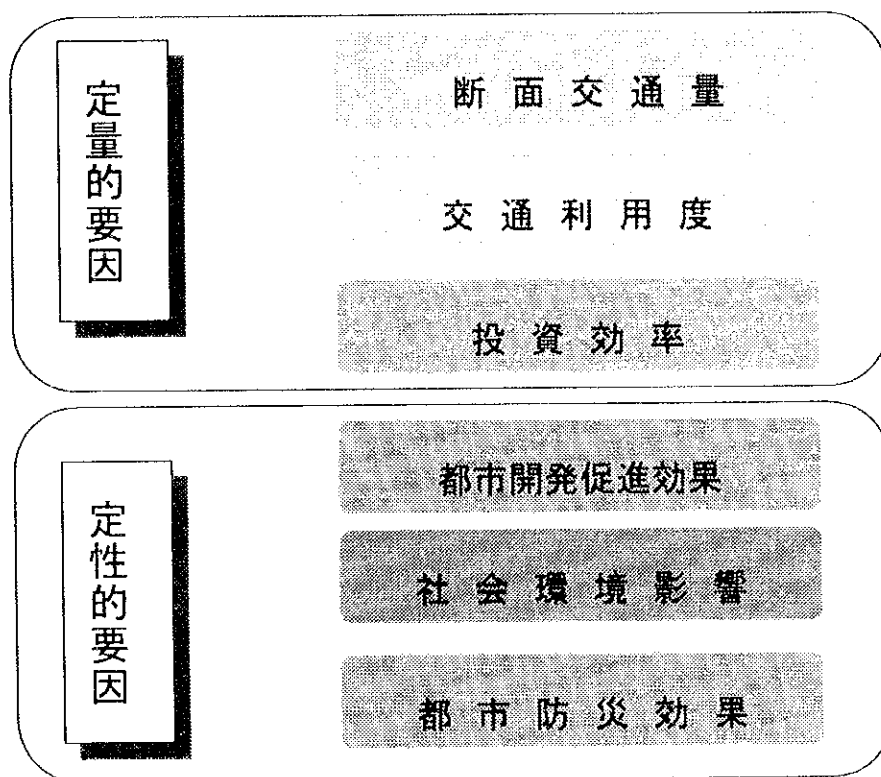 定量的要因
断面交通量
交通利用度
投資効率
定性的要因
都市開発促進効果
社会環境影響
都市防災効果